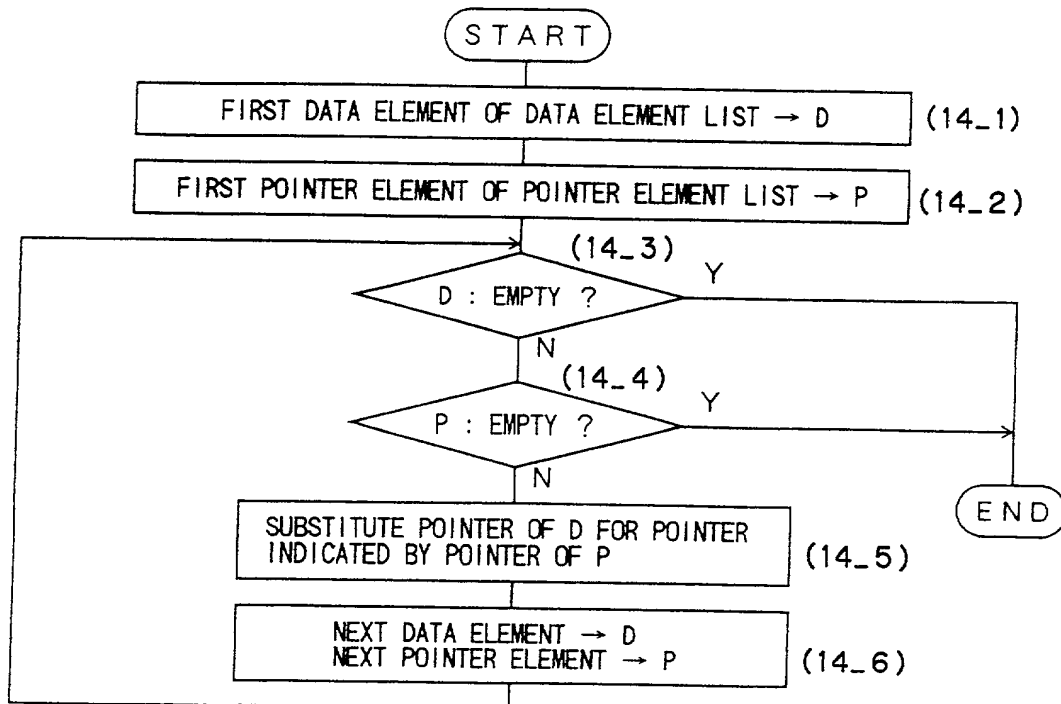 START
FIRST DATA ELEMENT OF DATA ELEMENT LIST → D
(14_1)
FIRST POINTER ELEMENT OF POINTER ELEMENT LIST → P
(14_2)
(14_3)
D : EMPTY ?
Y
N
(14_4)
P : EMPTY ?
Y
N
END
SUBSTITUTE POINTER OF D FOR POINTER
INDICATED BY POINTER OF P
(14_5)
NEXT DATA ELEMENT → D
NEXT POINTER ELEMENT → P
(14_6)